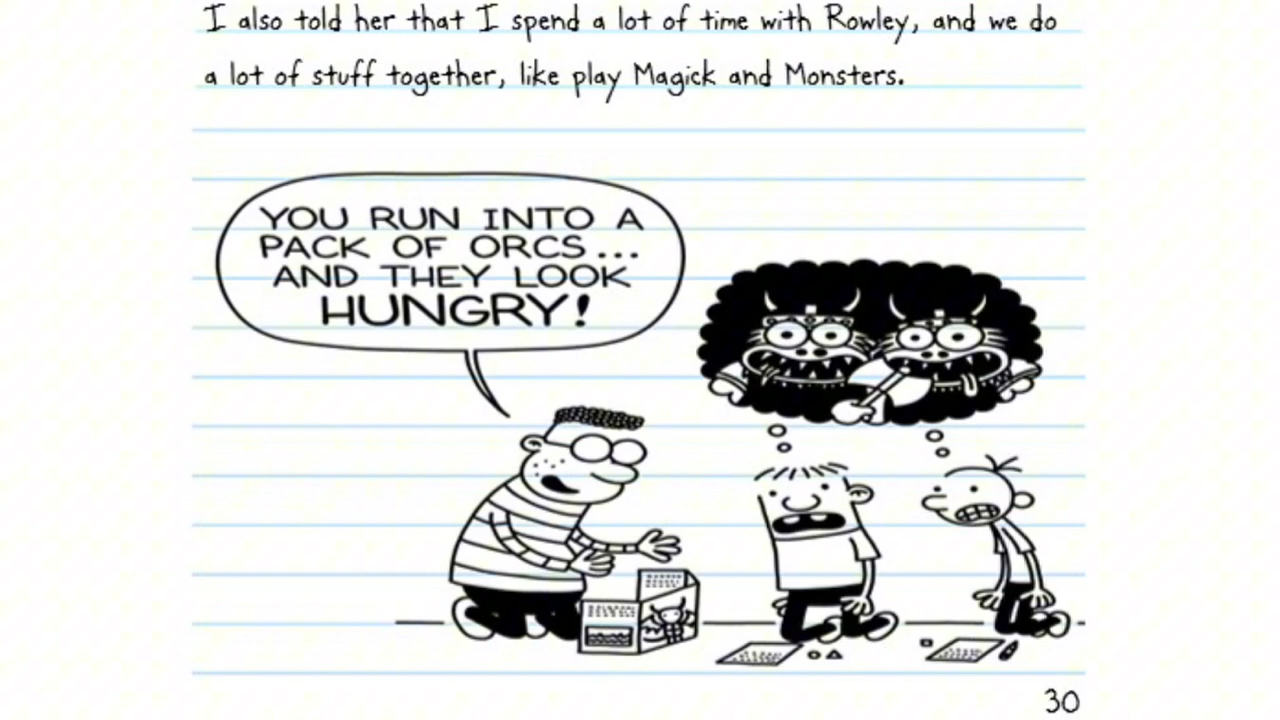 I also told her that I spend a lot of time with Rowley, and we do
a lot of stuff together, like play Magick and Monsters.
YOU RUN INTO A
PACK OF ORCS...
AND THEY LOOK
HUNGRY!
30